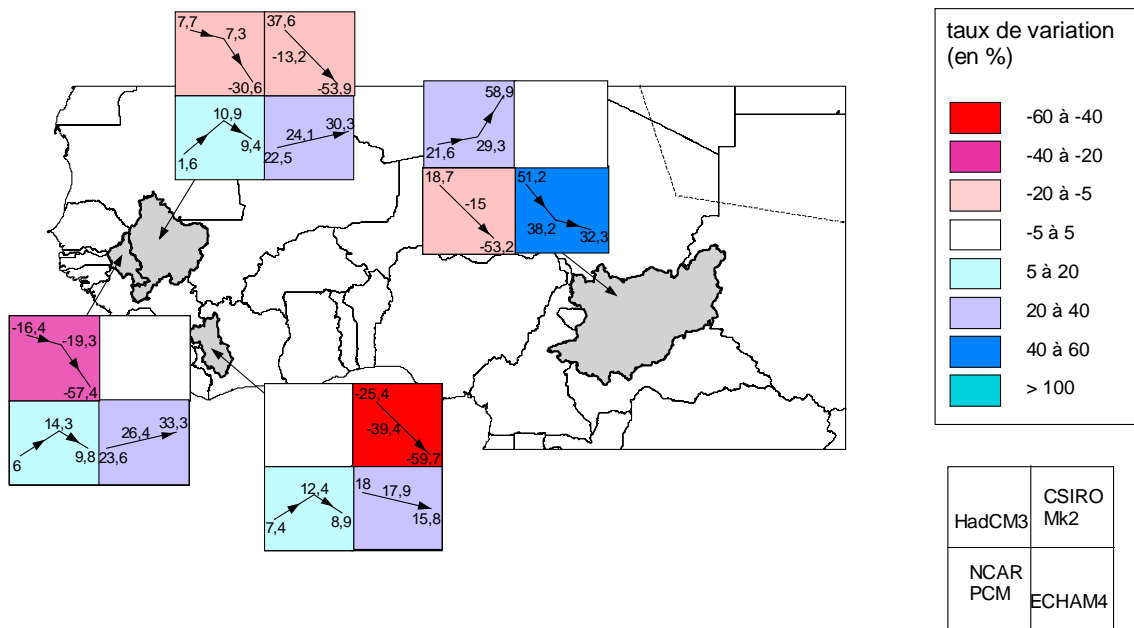 7,7 7,3 37,6
-13,2
-30,6 -53,9
10,9 24,1 30,3
1,6 9,4 22,5
58,9
21,6 29,3
18,7 51,2
-15
38,2
-53,2 32,3
-16,4
-19,3
-57,4
14,3 26,4 33,3
6 9,8 23,6
-25,4
-39,4
-59,7
12,4 18 17,9
7,4 8,9 15,8
taux de variation
(en %)
-60 à -40
-40 à -20
-20 à -5
-5 à 5
5 à 20
20 à 40
40 à 60
> 100
HadCM3
CSIRO
Mk2
NCAR
PCM
ECHAM4